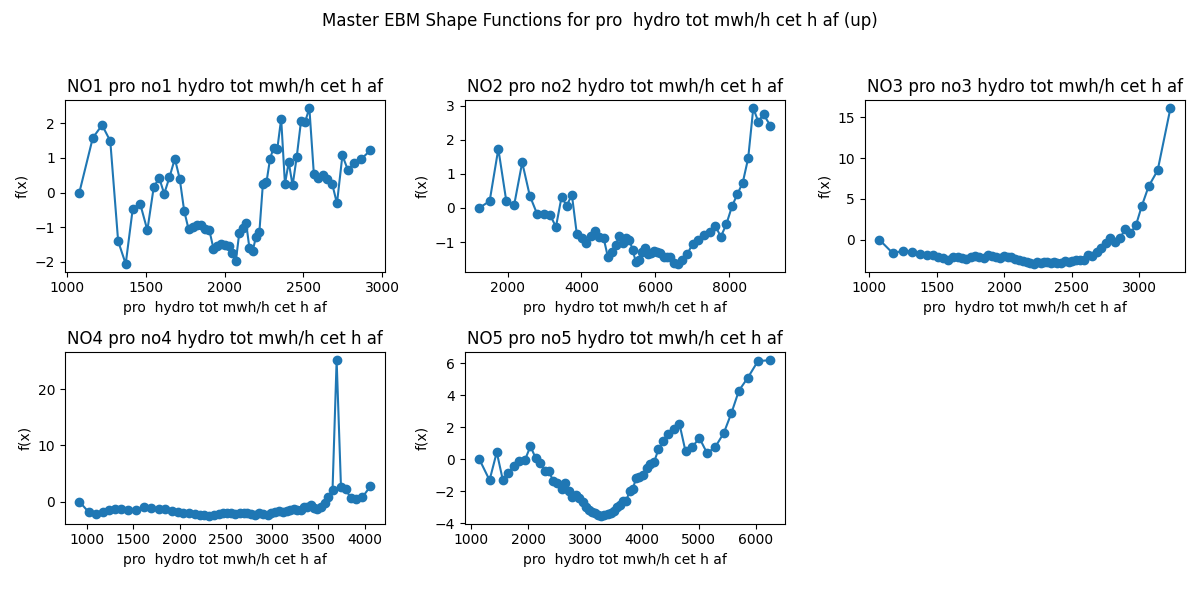 Master EBM Shape Functions for pro  hydro tot mwh/h cet h af (up)
NO1 pro no1 hydro tot mwh/h cet h af
f(x)
2
1
0
−1
−2
1000 1500 2000 2500 3000
pro  hydro tot mwh/h cet h af
NO2 pro no2 hydro tot mwh/h cet h af
f(x)
3
2
1
0
−1
2000 4000 6000 8000
pro  hydro tot mwh/h cet h af
NO3 pro no3 hydro tot mwh/h cet h af
f(x)
15
10
5
0
1000 1500 2000 2500 3000
pro  hydro tot mwh/h cet h af
NO4 pro no4 hydro tot mwh/h cet h af
f(x)
20
10
0
1000 1500 2000 2500 3000 3500 4000
pro  hydro tot mwh/h cet h af
NO5 pro no5 hydro tot mwh/h cet h af
f(x)
6
4
2
0
−2
−4
1000 2000 3000 4000 5000 6000
pro  hydro tot mwh/h cet h af